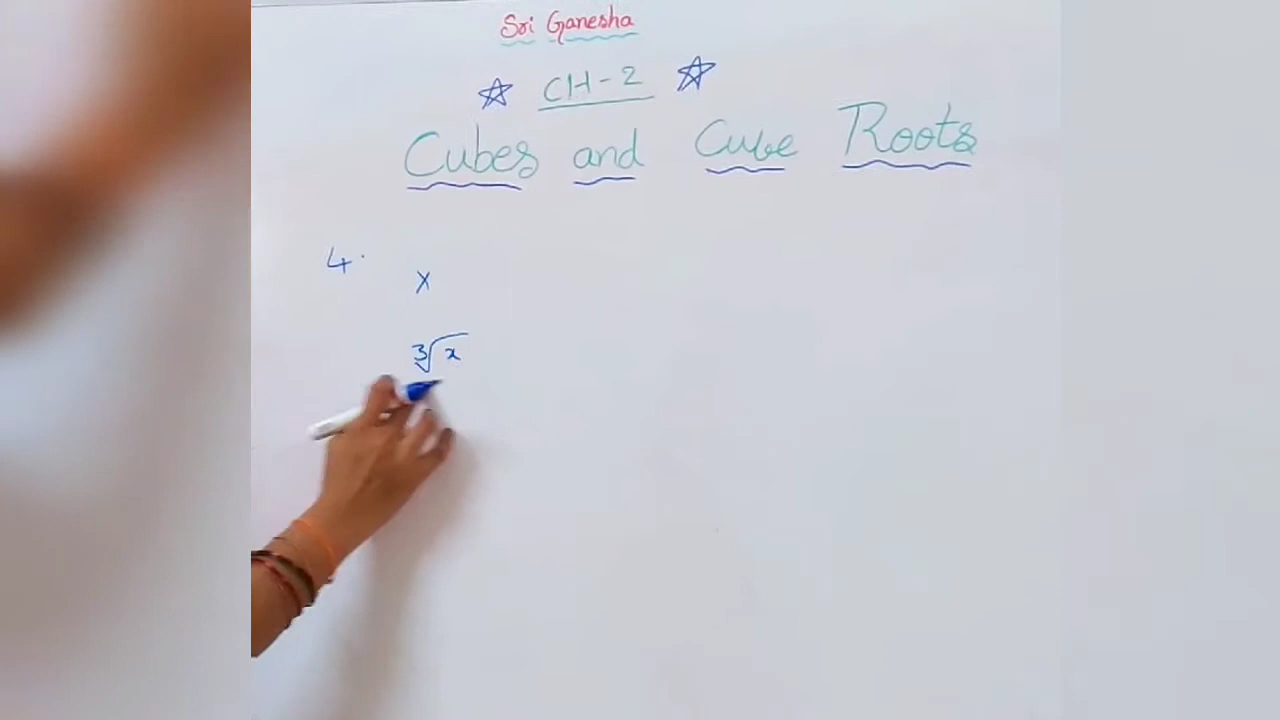 Sri Ganesha
☆ CH-2 ☆
Cubes and Cube Roots
4.
x
∛x